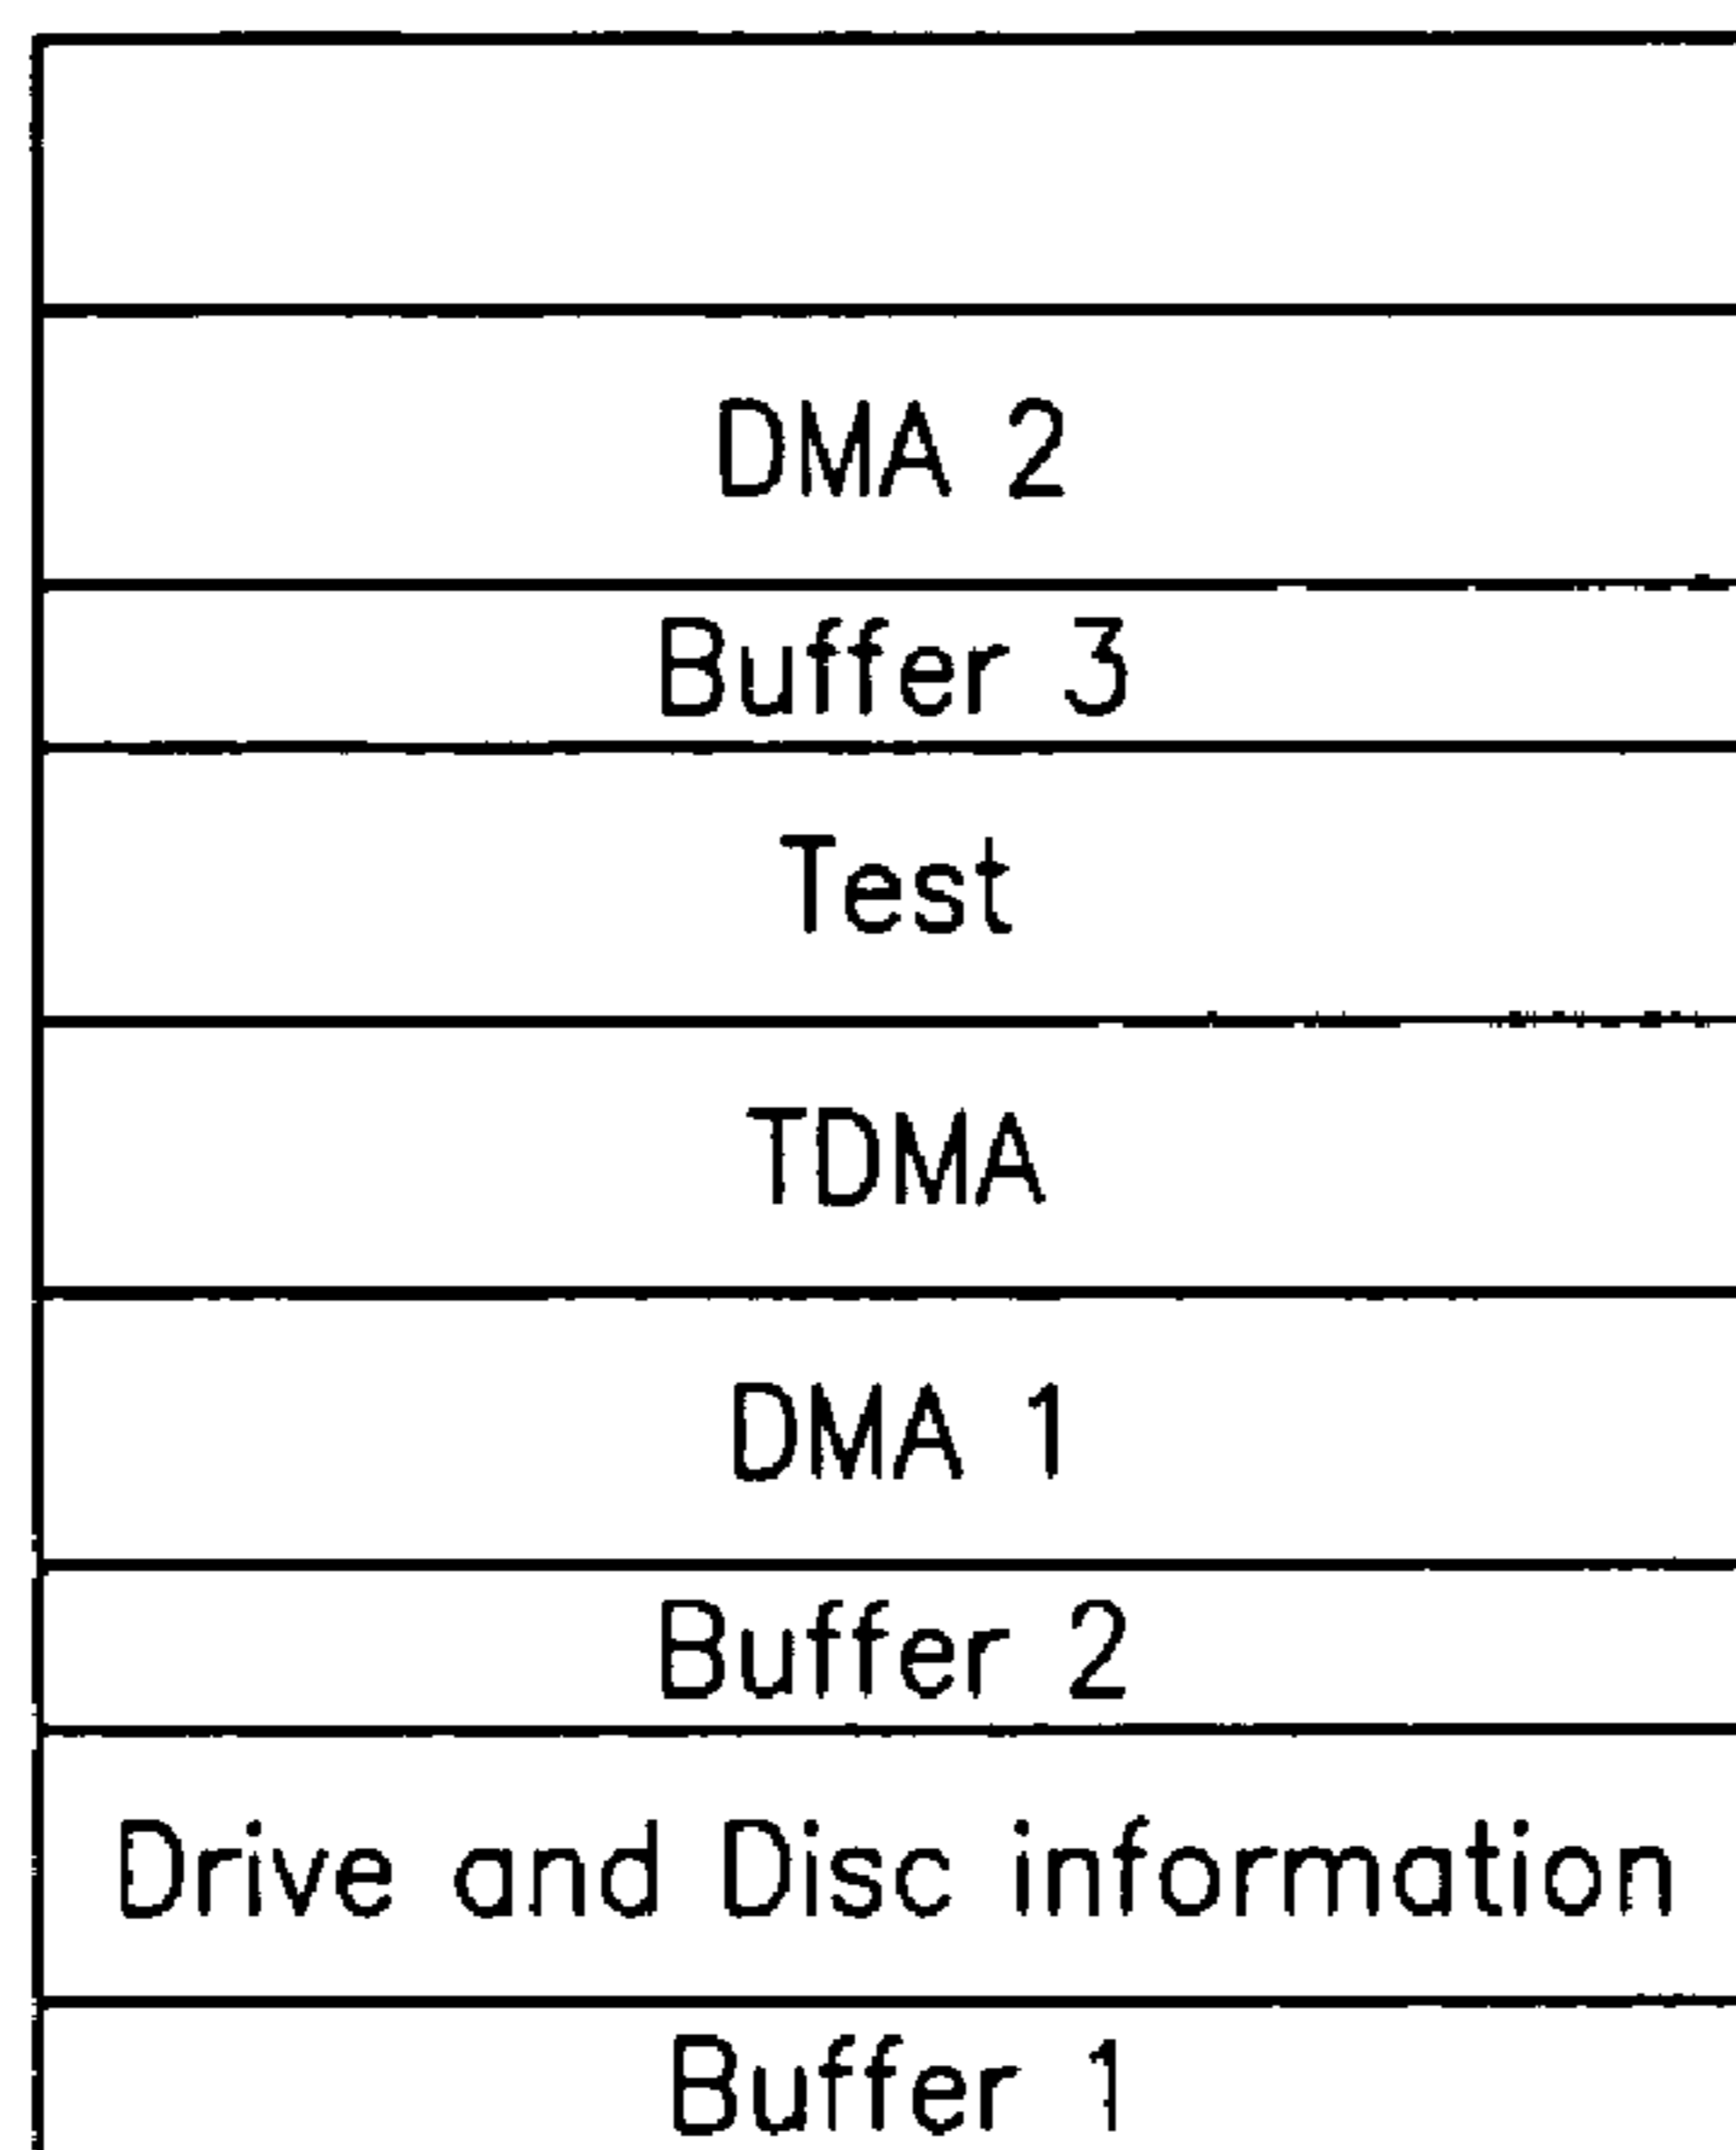 DMA 2
Buffer 3
Test
TDMA
DMA 1
Buffer 2
Drive and Disc information
Buffer 1